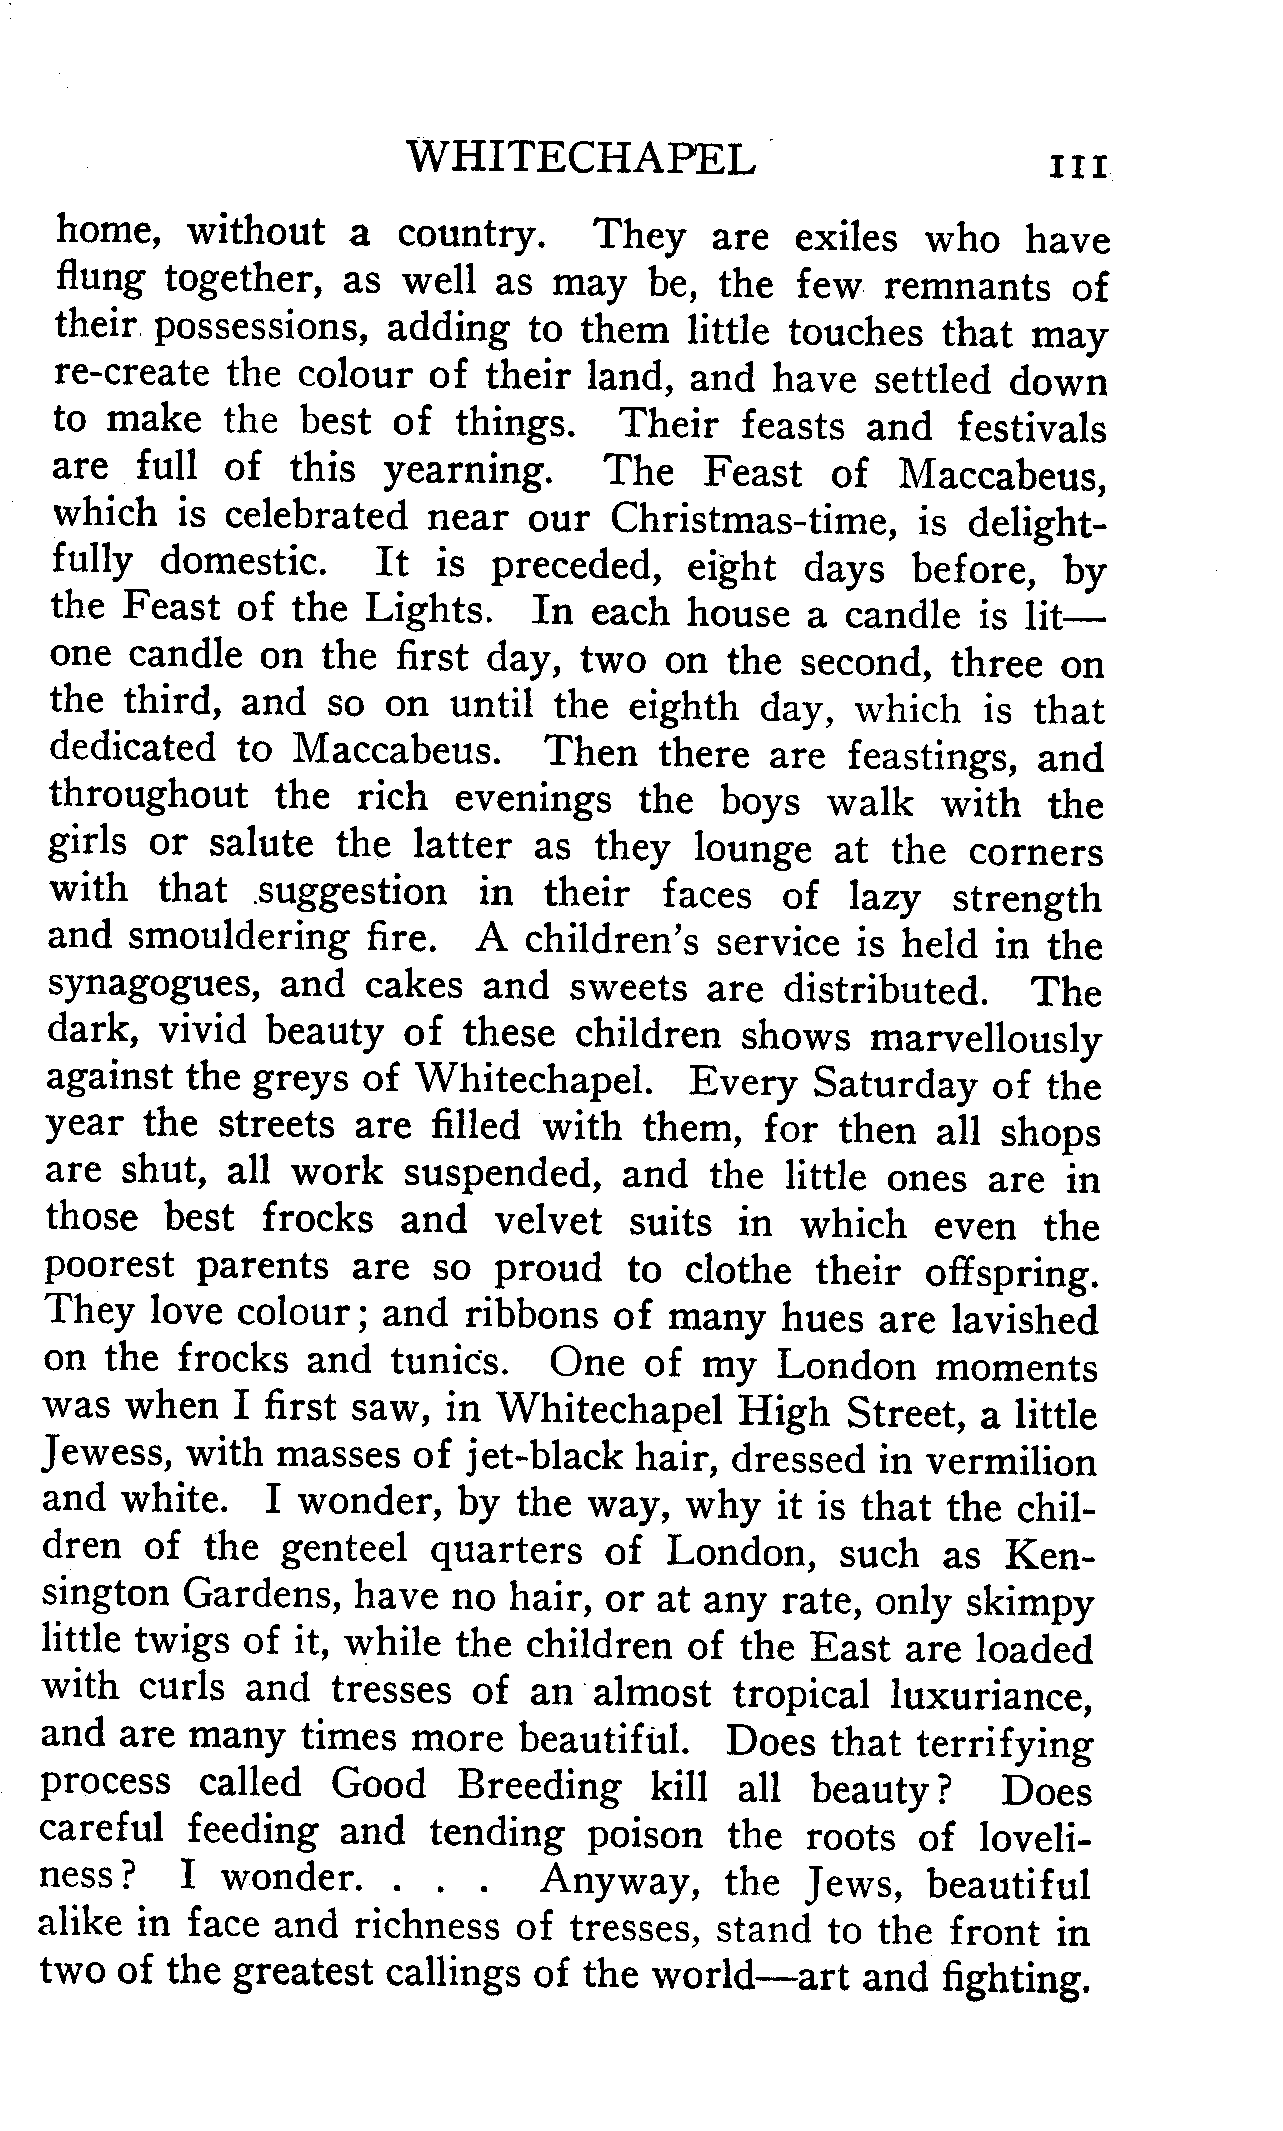 WHITECHAPEL 111
home, without a country. They are exiles who have
flung together, as well as may be, the few remnants of
their possessions, adding to them little touches that may
re-create the colour of their land, and have settled down
to make the best of things. Their feasts and festivals
are full of this yearning. The Feast of Maccabeus,
which is celebrated near our Christmas-time, is delight-
fully domestic. It is preceded, eight days before, by
the Feast of the Lights. In each house a candle is lit—
one candle on the first day, two on the second, three on
the third, and so on until the eighth day, which is that
dedicated to Maccabeus. Then there are feastings, and
throughout the rich evenings the boys walk with the
girls or salute the latter as they lounge at the corners
with that suggestion in their faces of lazy strength
and smouldering fire. A children's service is held in the
synagogues, and cakes and sweets are distributed. The
dark, vivid beauty of these children shows marvellously
against the greys of Whitechapel. Every Saturday of the
year the streets are filled with them, for then all shops
are shut, all work suspended, and the little ones are in
those best frocks and velvet suits in which even the
poorest parents are so proud to clothe their offspring.
They love colour; and ribbons of many hues are lavished
on the frocks and tunics. One of my London moments
was when I first saw, in Whitechapel High Street, a little
Jewess, with masses of jet-black hair, dressed in vermilion
and white. I wonder, by the way, why it is that the chil-
dren of the genteel quarters of London, such as Ken-
sington Gardens, have no hair, or at any rate, only skimpy
little twigs of it, while the children of the East are loaded
with curls and tresses of an almost tropical luxuriance,
and are many times more beautiful. Does that terrifying
process called Good Breeding kill all beauty? Does
careful feeding and tending poison the roots of loveli-
ness? I wonder. . . . Anyway, the Jews, beautiful
alike in face and richness of tresses, stand to the front in
two of the greatest callings of the world—art and fighting.